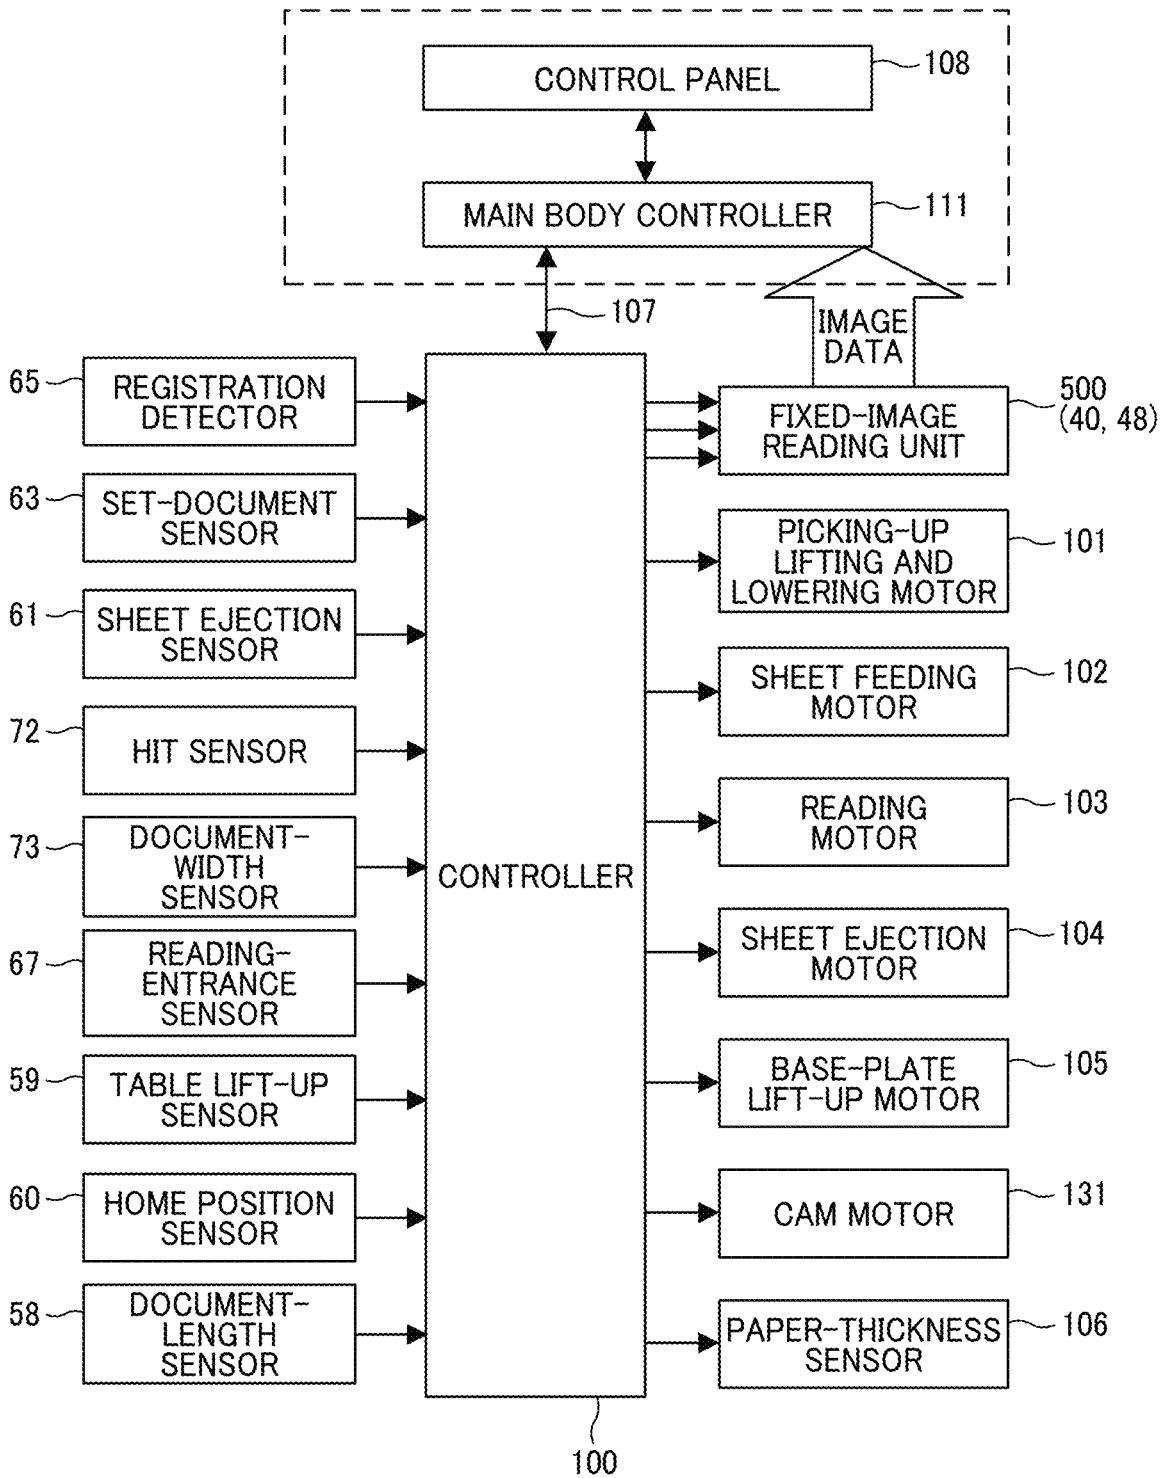 CONTROL PANEL
108
MAIN BODY CONTROLLER
111
107
IMAGE
DATA
65
REGISTRATION
DETECTOR
63
SET-DOCUMENT
SENSOR
61
SHEET EJECTION
SENSOR
72
HIT SENSOR
73
DOCUMENT-
WIDTH
SENSOR
67
READING-
ENTRANCE
SENSOR
59
TABLE LIFT-UP
SENSOR
60
HOME POSITION
SENSOR
58
DOCUMENT-
LENGTH
SENSOR
CONTROLLER
100
FIXED-IMAGE
READING UNIT
500
(40, 48)
PICKING-UP
LIFTING AND
LOWERING MOTOR
101
SHEET FEEDING
MOTOR
102
READING
MOTOR
103
SHEET EJECTION
MOTOR
104
BASE-PLATE
LIFT-UP MOTOR
105
CAM MOTOR
131
PAPER-THICKNESS
SENSOR
106